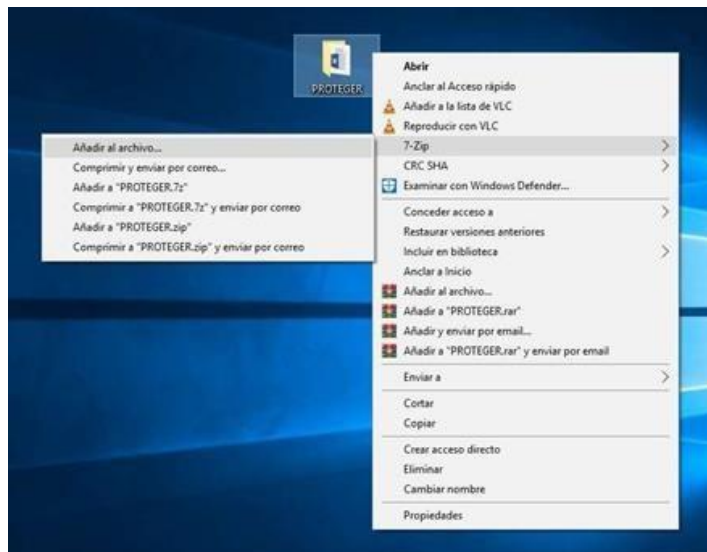 PROTEGER
Abrir
Anclar al Acceso rápido
Añadir a la lista de VLC
Reproducir con VLC
7-Zip
CRC SHA
Examinar con Windows Defender...
Conceder acceso a
Restaurar versiones anteriores
Incluir en biblioteca
Anclar a Inicio
Añadir al archivo...
Añadir a "PROTEGER.rar"
Añadir y enviar por email...
Añadir a "PROTEGER.rar" y enviar por email
Enviar a
Cortar
Copiar
Crear acceso directo
Eliminar
Cambiar nombre
Propiedades
Añadir al archivo...
Comprimir y enviar por correo...
Añadir a "PROTEGER.7z"
Comprimir a "PROTEGER.7z" y enviar por correo
Añadir a "PROTEGER.zip"
Comprimir a "PROTEGER.zip" y enviar por correo